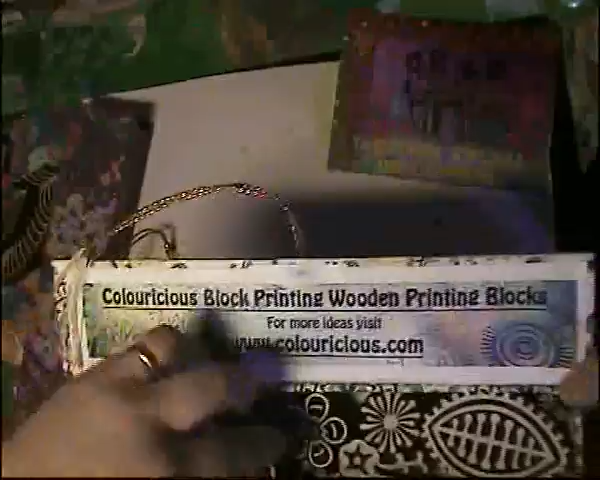 Colouricious Block Printing Wooden Printing Blocks
For more ideas visit
www.colouricious.com